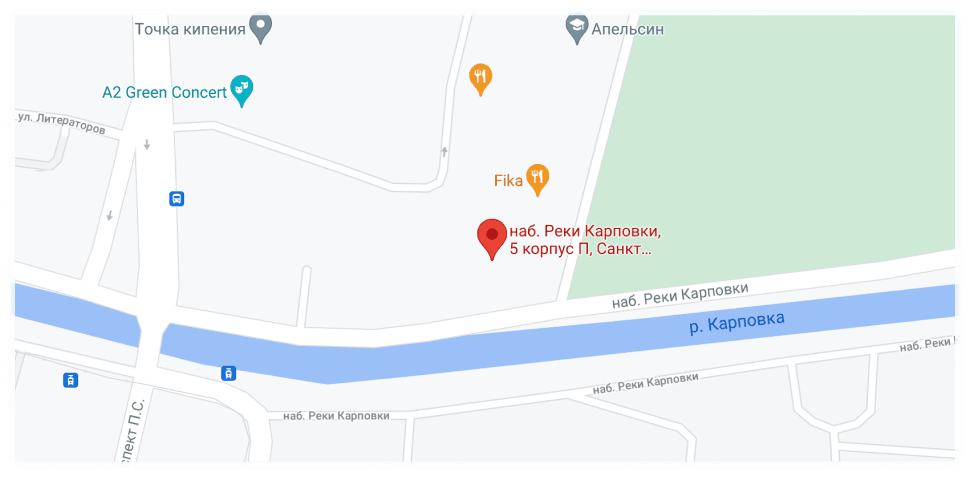 Точка кипения
Апельсин
A2 Green Concert
ул. Литераторов
Fika
наб. Реки Карповки,
5 корпус П, Санкт...
наб. Реки Карповки
р. Карповка
наб. Реки
наб. Реки Карповки
наб. Реки Карповки
спект П.С.